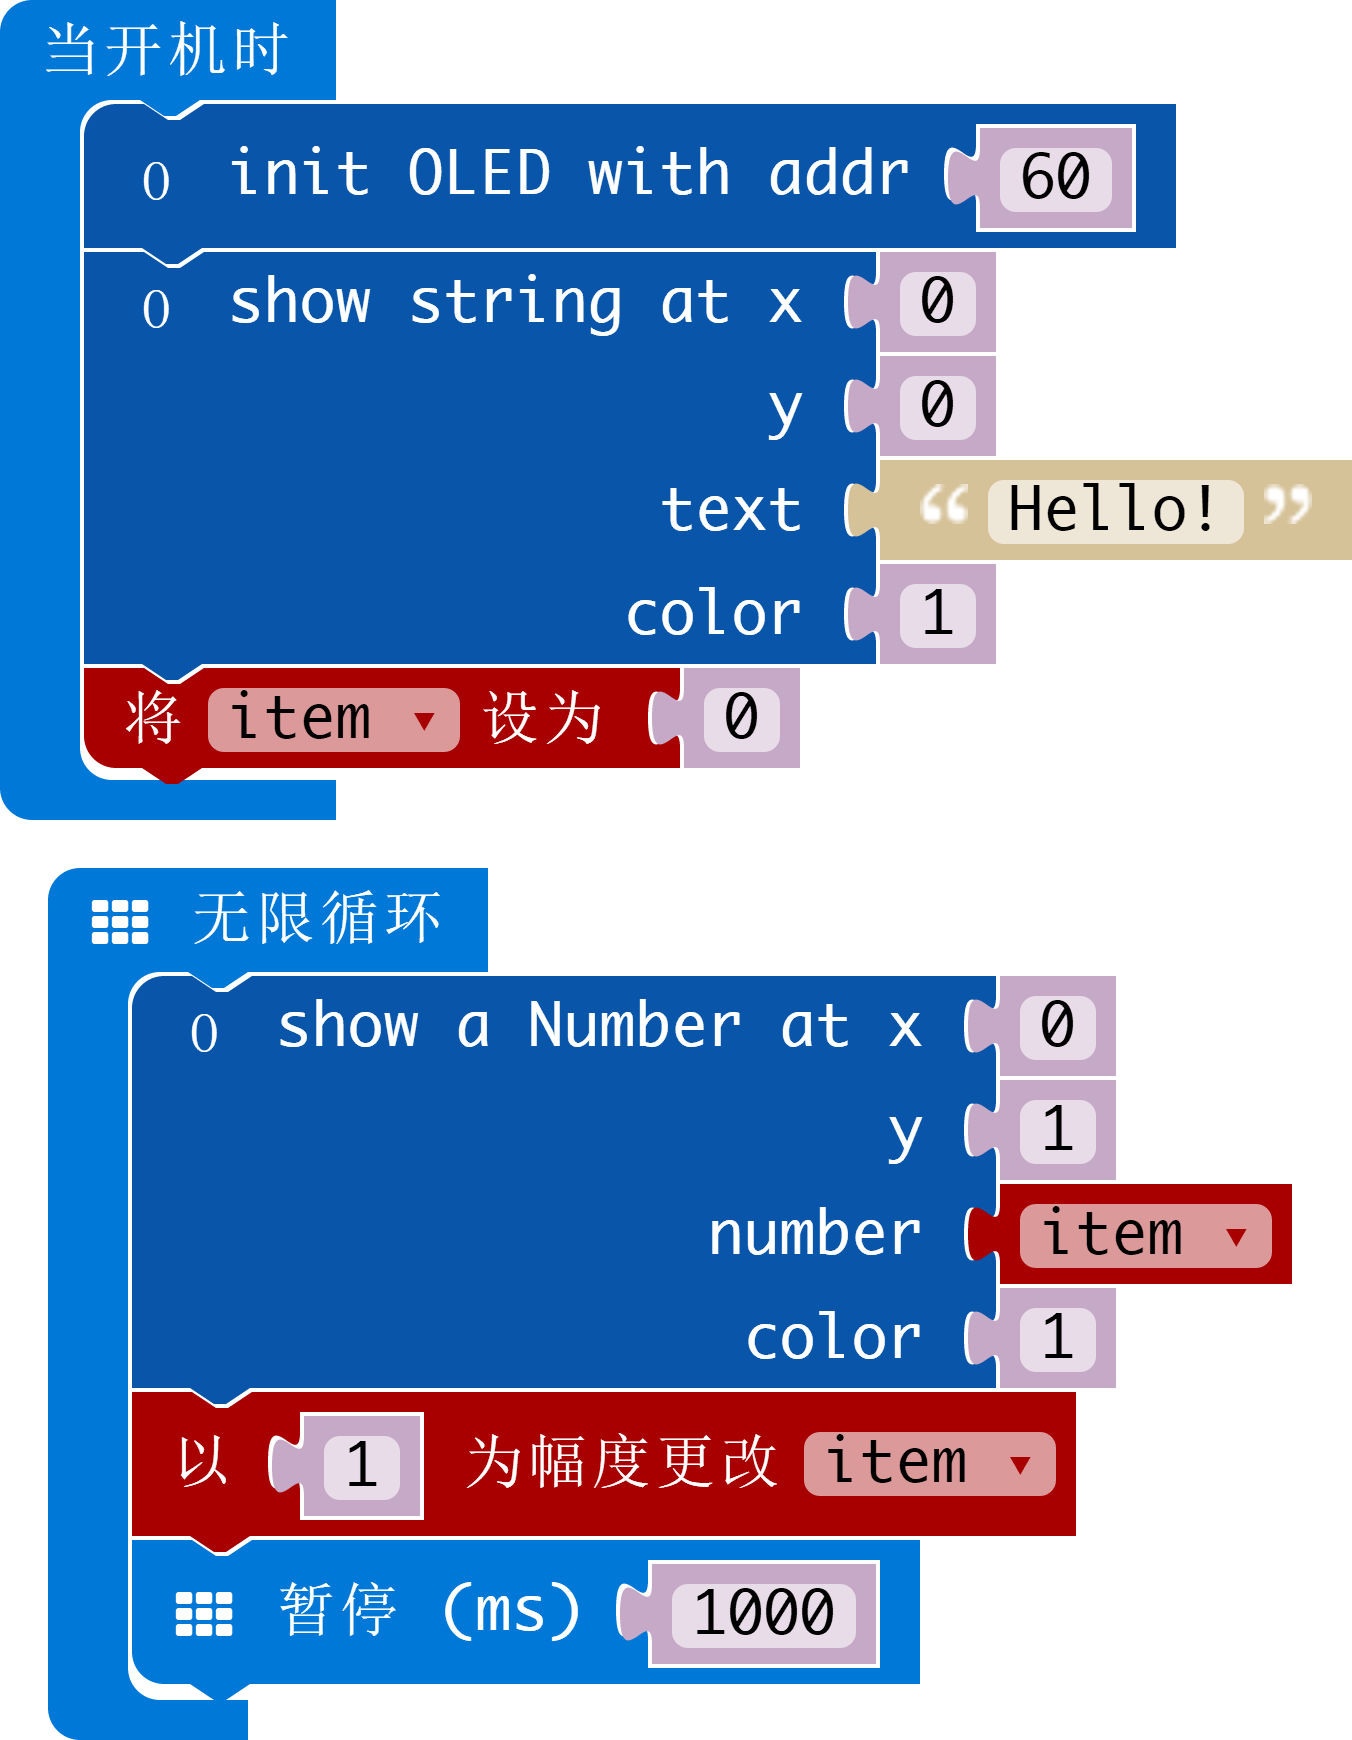 当开机时
0 init OLED with addr 60
0 show string at x 0
y 0
text “ Hello! ”
color 1
将 item 设为 0
无限循环
0 show a Number at x 0
y 1
number item
color 1
以 1 为幅度更改 item
暂停 (ms) 1000